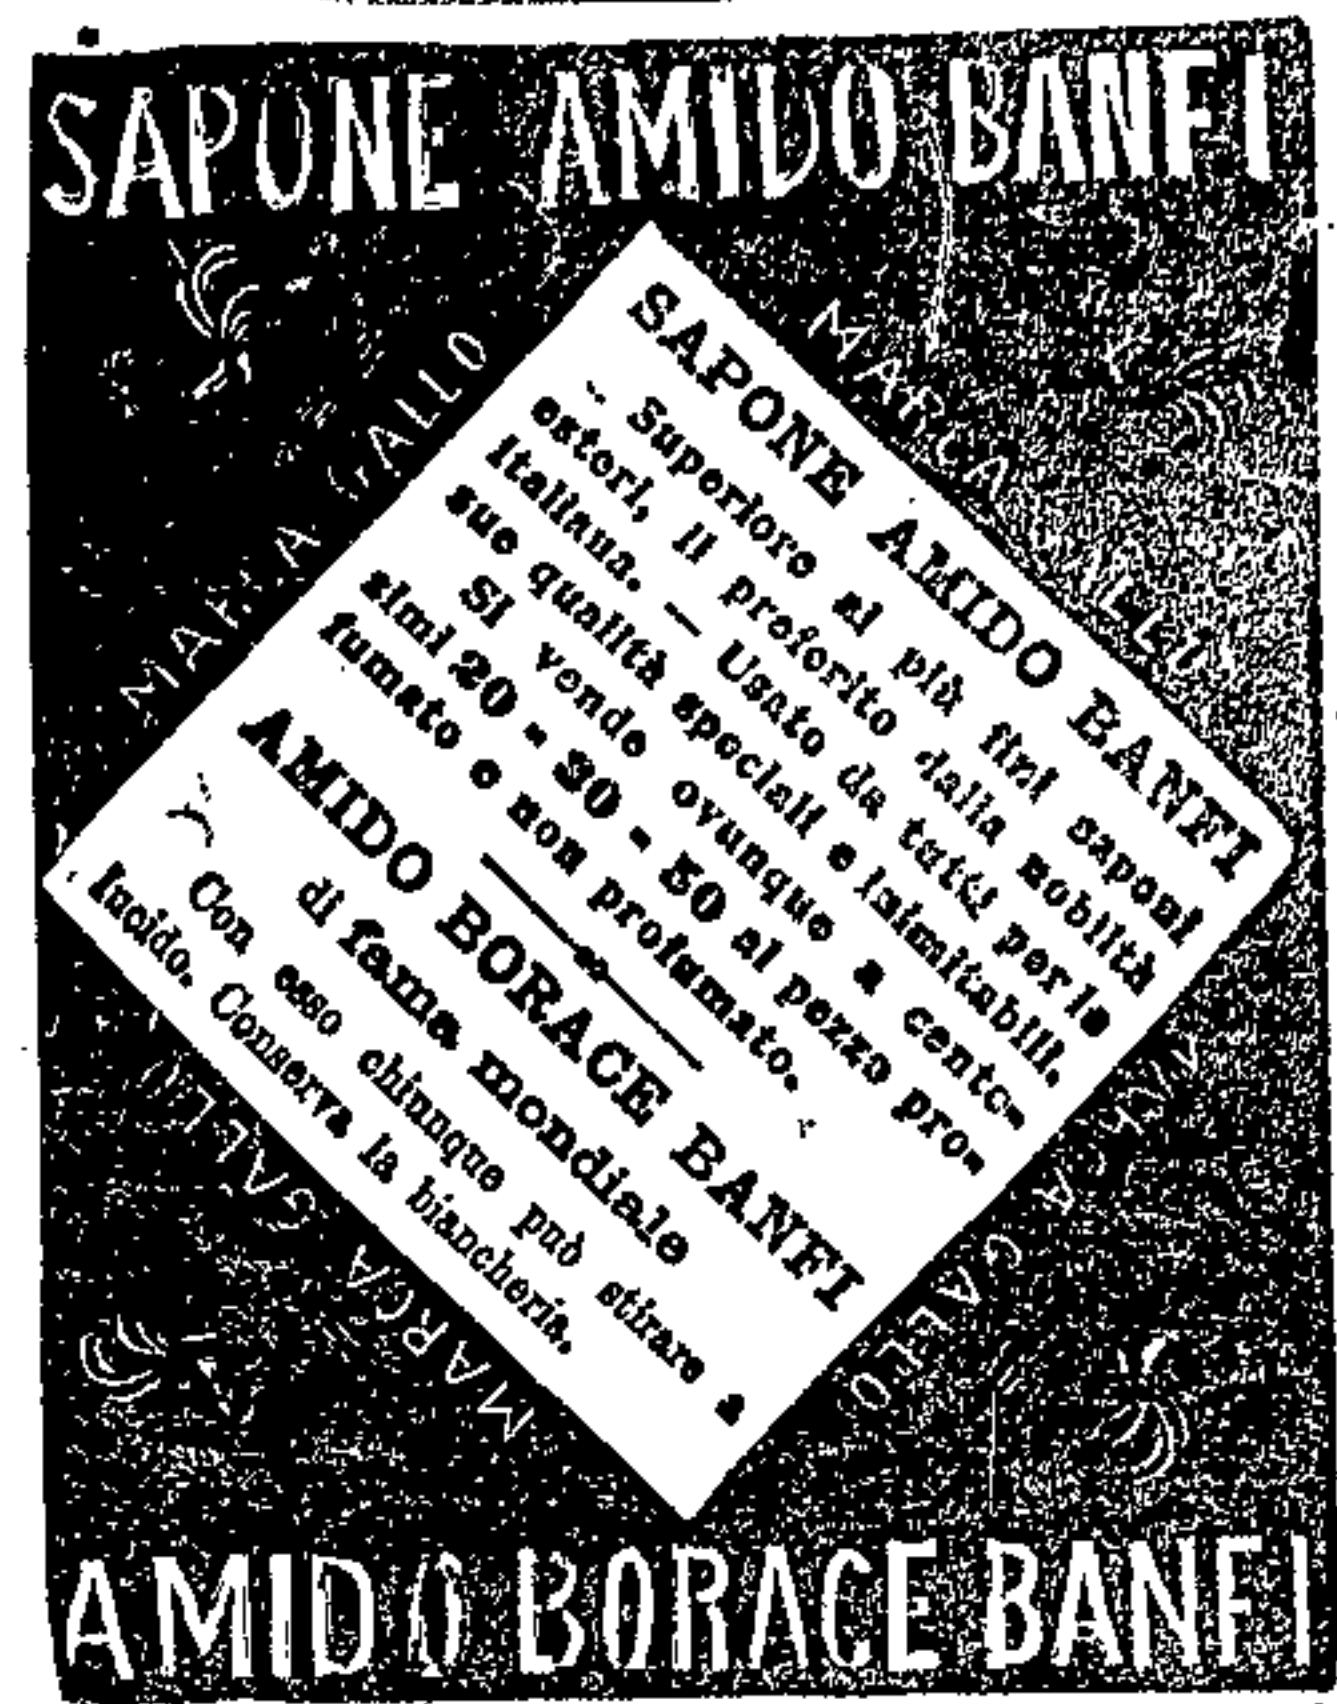 SAPONE AMIDO BANFI
MARCA GALLO
MARCA
SAPONE AMIDO BANFI
Superiore ai più fini saponi
esteri, il preferito dalla nobiltà
italiana. — Usato da tutti per le
sue qualità speciali e inimitabili.
Si vende ovunque a cente-
simi 20 - 30 - 50 al pezzo pro-
fumato e non profumato.
AMIDO BORACE BANFI
di fama mondiale
Con esso chiunque può stirare a
lucido. Conserva la biancheria.
MARCA GALLO
MARCA GALLO
AMIDO BORACE BANFI